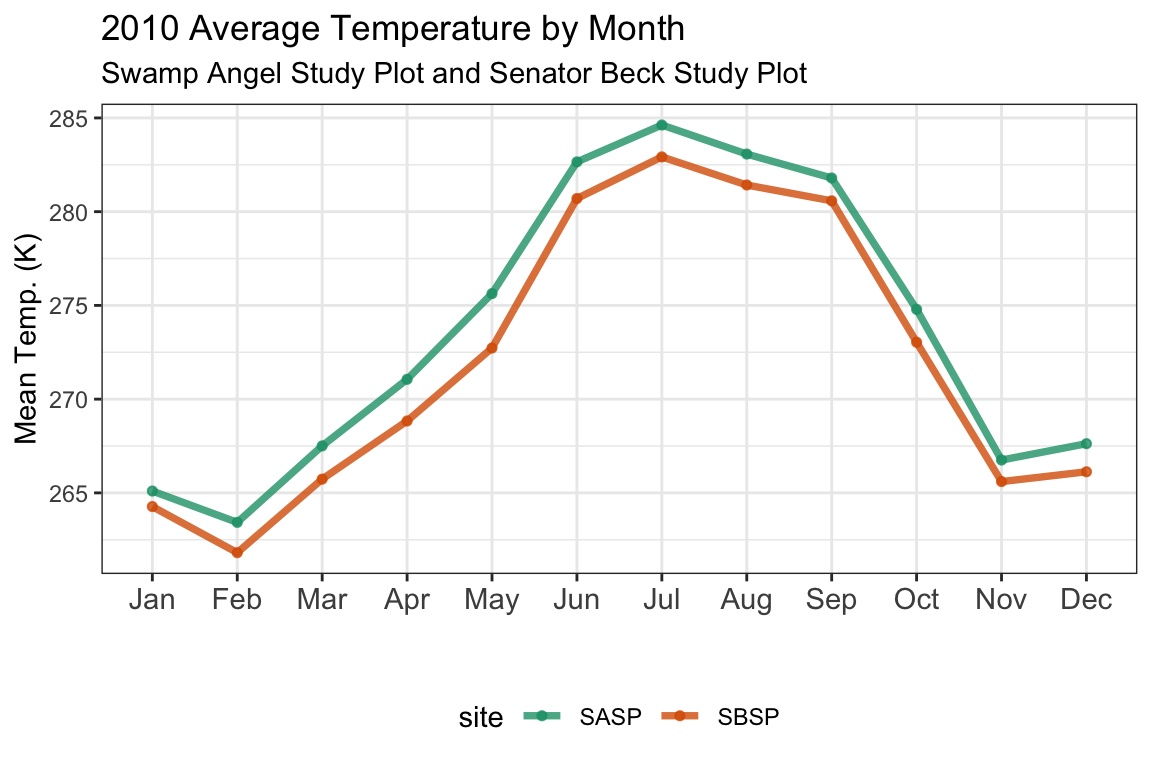 2010 Average Temperature by Month
Swamp Angel Study Plot and Senator Beck Study Plot
Mean Temp. (K)
285
280
275
270
265
Jan Feb Mar Apr May Jun Jul Aug Sep Oct Nov Dec
site SASP SBSP